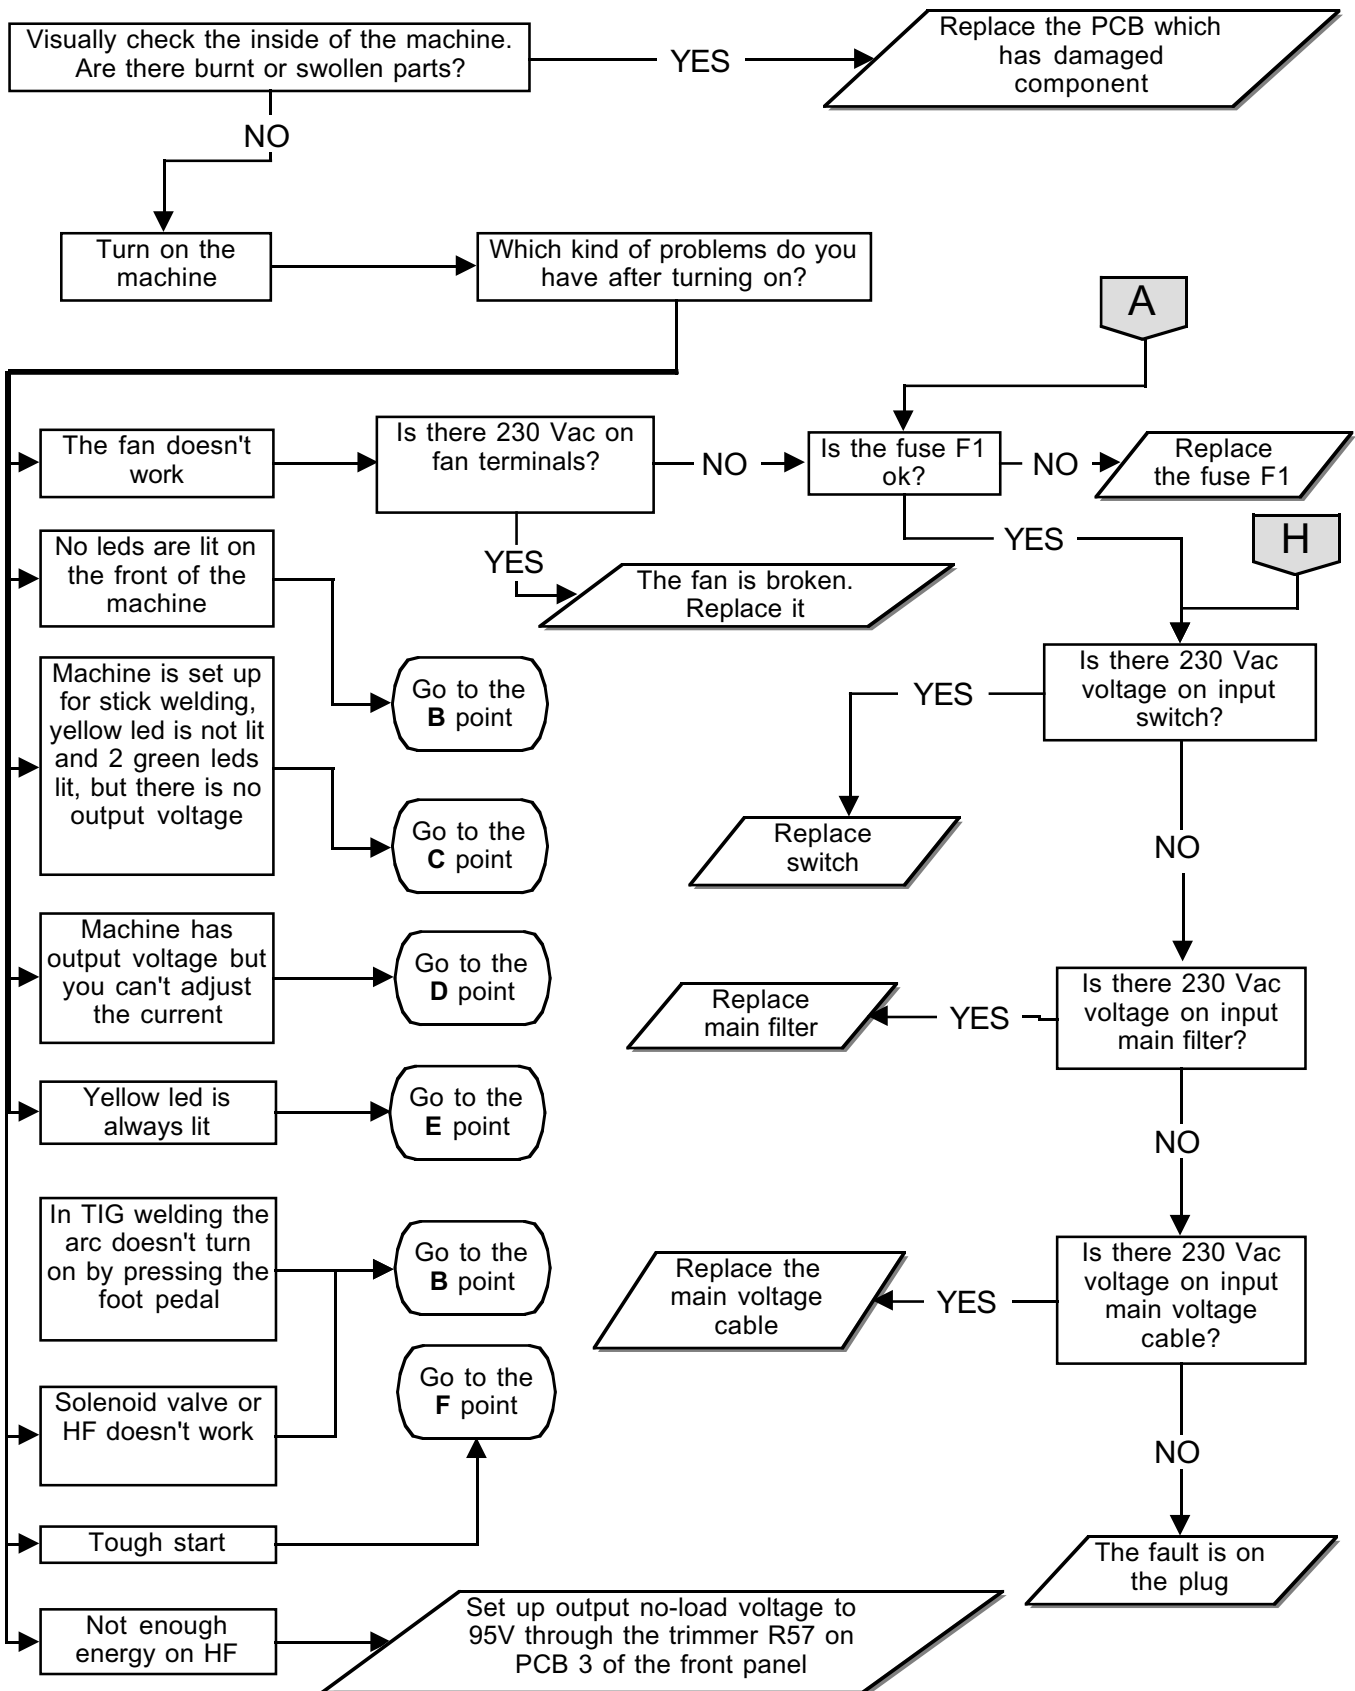 Visually check the inside of the machine.
Are there burnt or swollen parts?
YES
Replace the PCB which
has damaged
component
NO
Turn on the
machine
Which kind of problems do you
have after turning on?
A
The fan doesn't
work
Is there 230 Vac on
fan terminals?
NO
Is the fuse F1
ok?
NO
Replace
the fuse F1
YES
The fan is broken.
Replace it
YES
H
No leds are lit on
the front of the
machine
Go to the
B point
Machine is set up
for stick welding,
yellow led is not lit
and 2 green leds
lit, but there is no
output voltage
Go to the
C point
Is there 230 Vac
voltage on input
switch?
YES
Replace
switch
NO
Machine has
output voltage but
you can't adjust
the current
Go to the
D point
Is there 230 Vac
voltage on input
main filter?
YES
Replace
main filter
NO
Yellow led is
always lit
Go to the
E point
In TIG welding the
arc doesn't turn
on by pressing the
foot pedal
Go to the
B point
Is there 230 Vac
voltage on input
main voltage
cable?
YES
Replace the
main voltage
cable
NO
The fault is on
the plug
Solenoid valve or
HF doesn't work
Go to the
F point
Tough start
Not enough
energy on HF
Set up output no-load voltage to
95V through the trimmer R57 on
PCB 3 of the front panel